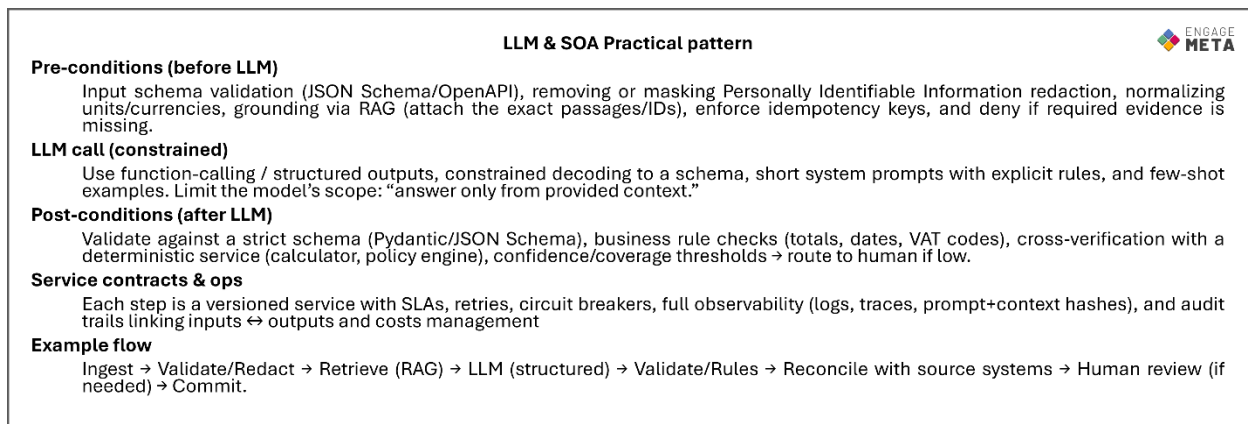 LLM & SOA Practical pattern
ENGAGE
META
Pre-conditions (before LLM)
Input schema validation (JSON Schema/OpenAPI), removing or masking Personally Identifiable Information redaction, normalizing
units/currencies, grounding via RAG (attach the exact passages/IDs), enforce idempotency keys, and deny if required evidence is
missing.
LLM call (constrained)
Use function-calling / structured outputs, constrained decoding to a schema, short system prompts with explicit rules, and few-shot
examples. Limit the model's scope: “answer only from provided context.”
Post-conditions (after LLM)
Validate against a strict schema (Pydantic/JSON Schema), business rule checks (totals, dates, VAT codes), cross-verification with a
deterministic service (calculator, policy engine), confidence/coverage thresholds → route to human if low.
Service contracts & ops
Each step is a versioned service with SLAs, retries, circuit breakers, full observability (logs, traces, prompt+context hashes), and audit
trails linking inputs ↔ outputs and costs management
Example flow
Ingest → Validate/Redact → Retrieve (RAG) → LLM (structured) → Validate/Rules → Reconcile with source systems → Human review (if
needed) → Commit.